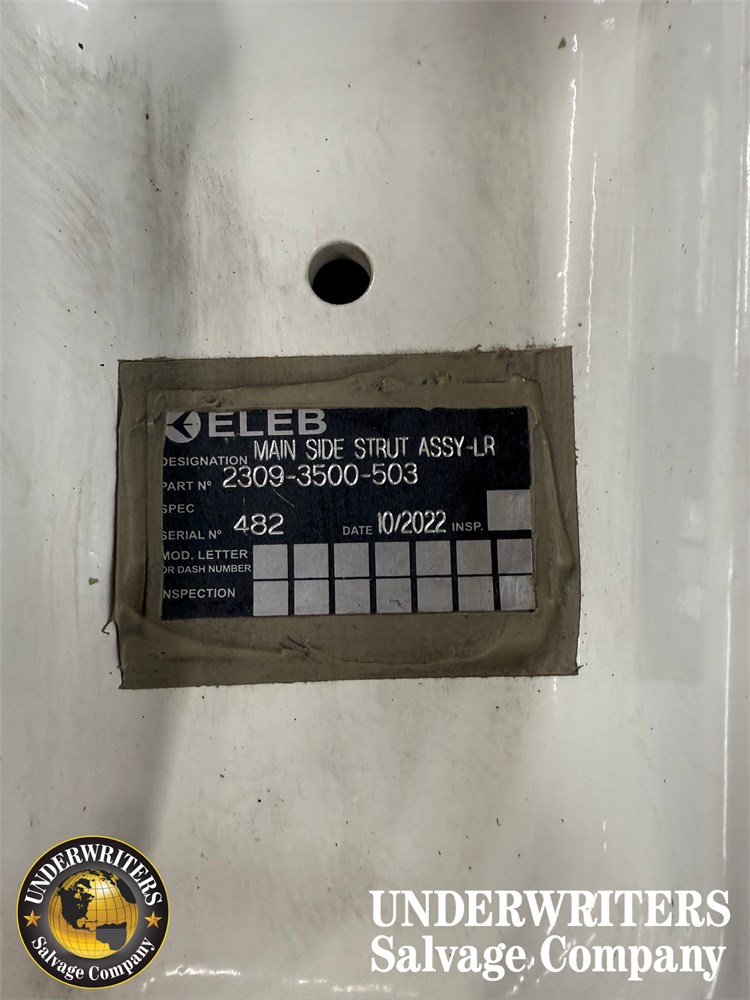 ELEB
DESIGNATION MAIN SIDE STRUT ASSY-LR
PART Nº 2309-3500-503
SPEC
SERIAL Nº 482 DATE 10/2022 INSP.
MOD. LETTER
OR DASH NUMBER
INSPECTION
UNDERWRITERS
Salvage Company
UNDERWRITERS
Salvage Company